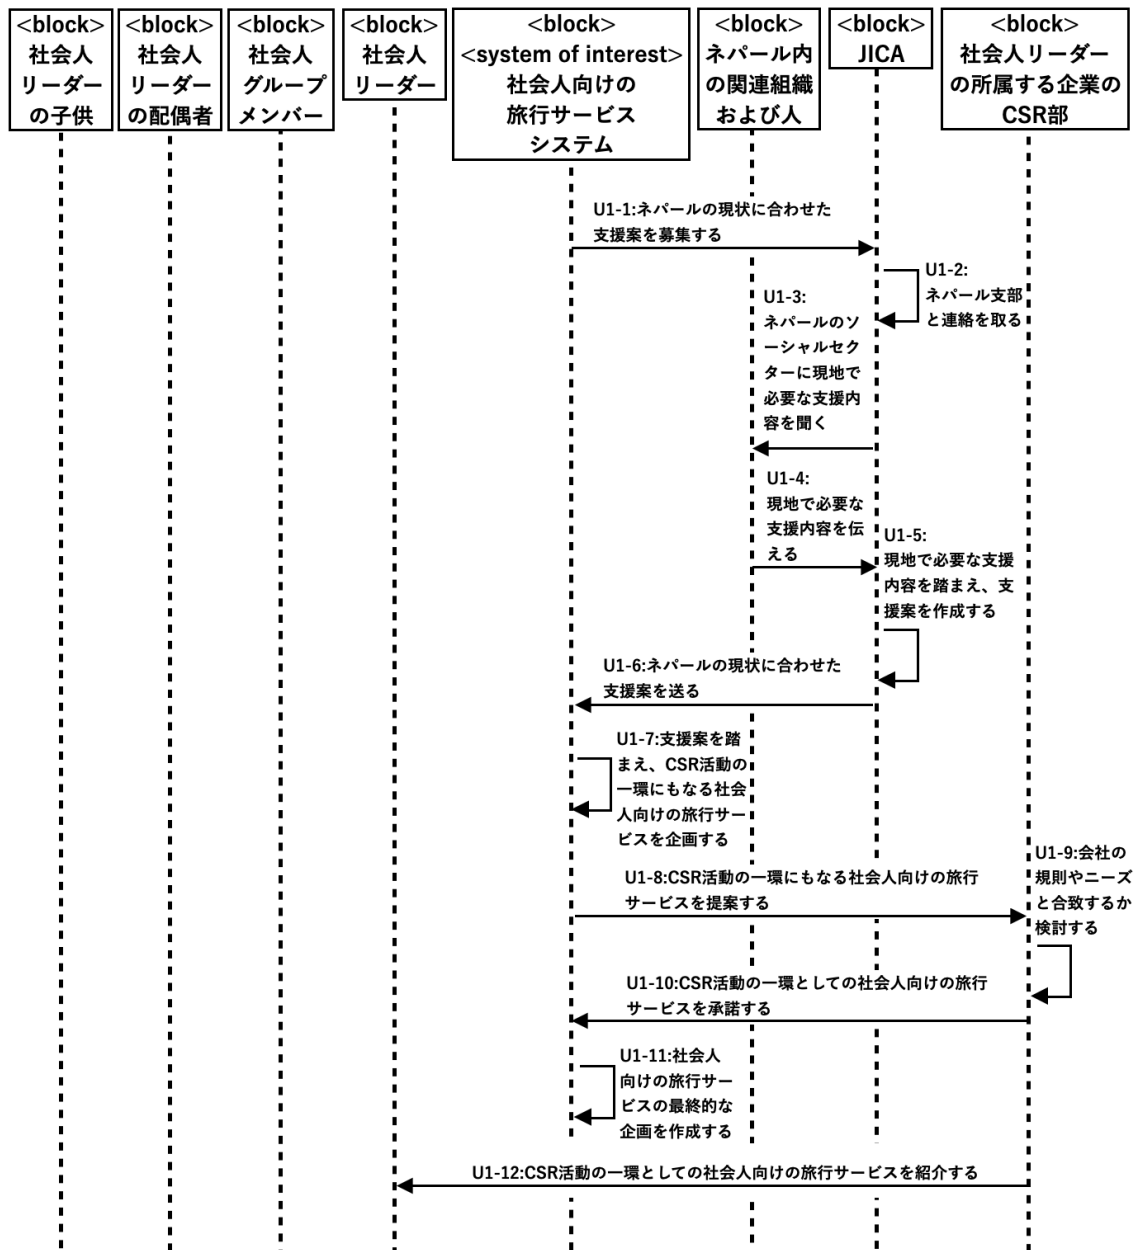 <block>
社会人
リーダー
の子供
<block>
社会人
リーダー
の配偶者
<block>
社会人
グループ
メンバー
<block>
社会人
リーダー
<block>
<system of interest>
社会人向けの
旅行サービス
システム
<block>
ネパール内
の関連組織
および人
<block>
JICA
<block>
社会人リーダー
の所属する企業の
CSR部
U1-1:ネパールの現状に合わせた
支援案を募集する
U1-2:
ネパール支部
と連絡を取る
U1-3:
ネパールのソ
ーシャルセク
ターに現地で
必要な支援内
容を聞く
U1-4:
現地で必要な
支援内容を伝
える
U1-5:
現地で必要な支援
内容を踏まえ、支
援案を作成する
U1-6:ネパールの現状に合わせた
支援案を送る
U1-7:支援案を踏
まえ、CSR活動の
一環にもなる社会
人向けの旅行サー
ビスを企画する
U1-8:CSR活動の一環にもなる社会人向けの旅行
サービスを提案する
U1-9:会社の
規則やニーズ
と合致するか
検討する
U1-10:CSR活動の一環としての社会人向けの旅行
サービスを承諾する
U1-11:社会人
向けの旅行サー
ビスの最終的な
企画を作成する
U1-12:CSR活動の一環としての社会人向けの旅行サービスを紹介する